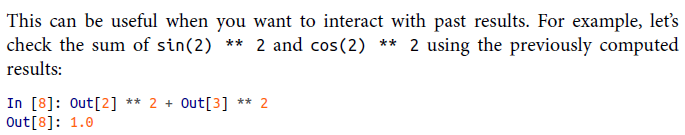 This can be useful when you want to interact with past results. For example, let’s
check the sum of sin(2) ** 2 and cos(2) ** 2 using the previously computed
results:
In [8]: Out[2] ** 2 + Out[3] ** 2
Out[8]: 1.0